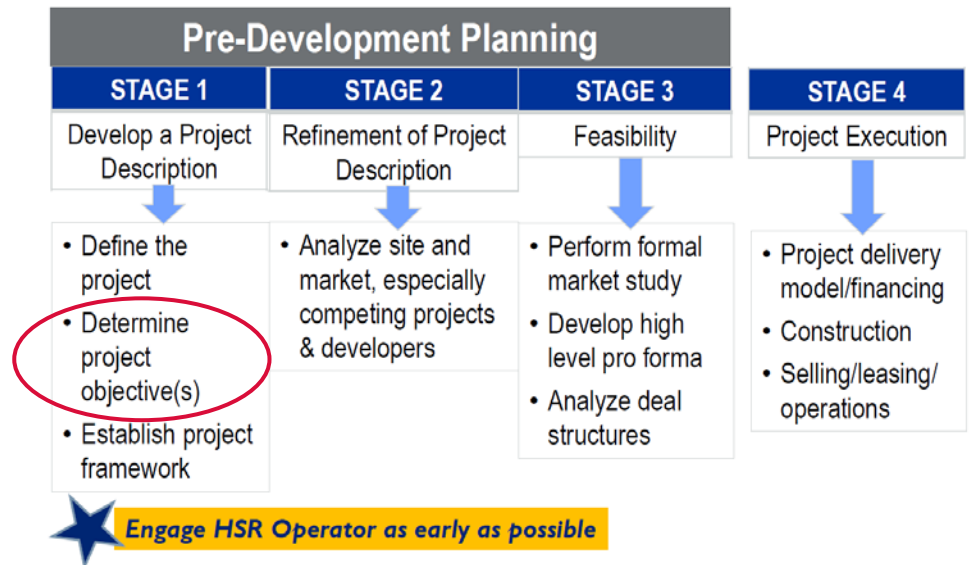 Pre-Development Planning
STAGE 1
Develop a Project
Description
• Define the
project
• Determine
project
objective(s)
• Establish project
framework
STAGE 2
Refinement of Project
Description
• Analyze site and
market, especially
competing projects
& developers
STAGE 3
Feasibility
• Perform formal
market study
• Develop high
level pro forma
• Analyze deal
structures
STAGE 4
Project Execution
• Project delivery
model/financing
• Construction
• Selling/leasing/
operations
Engage HSR Operator as early as possible